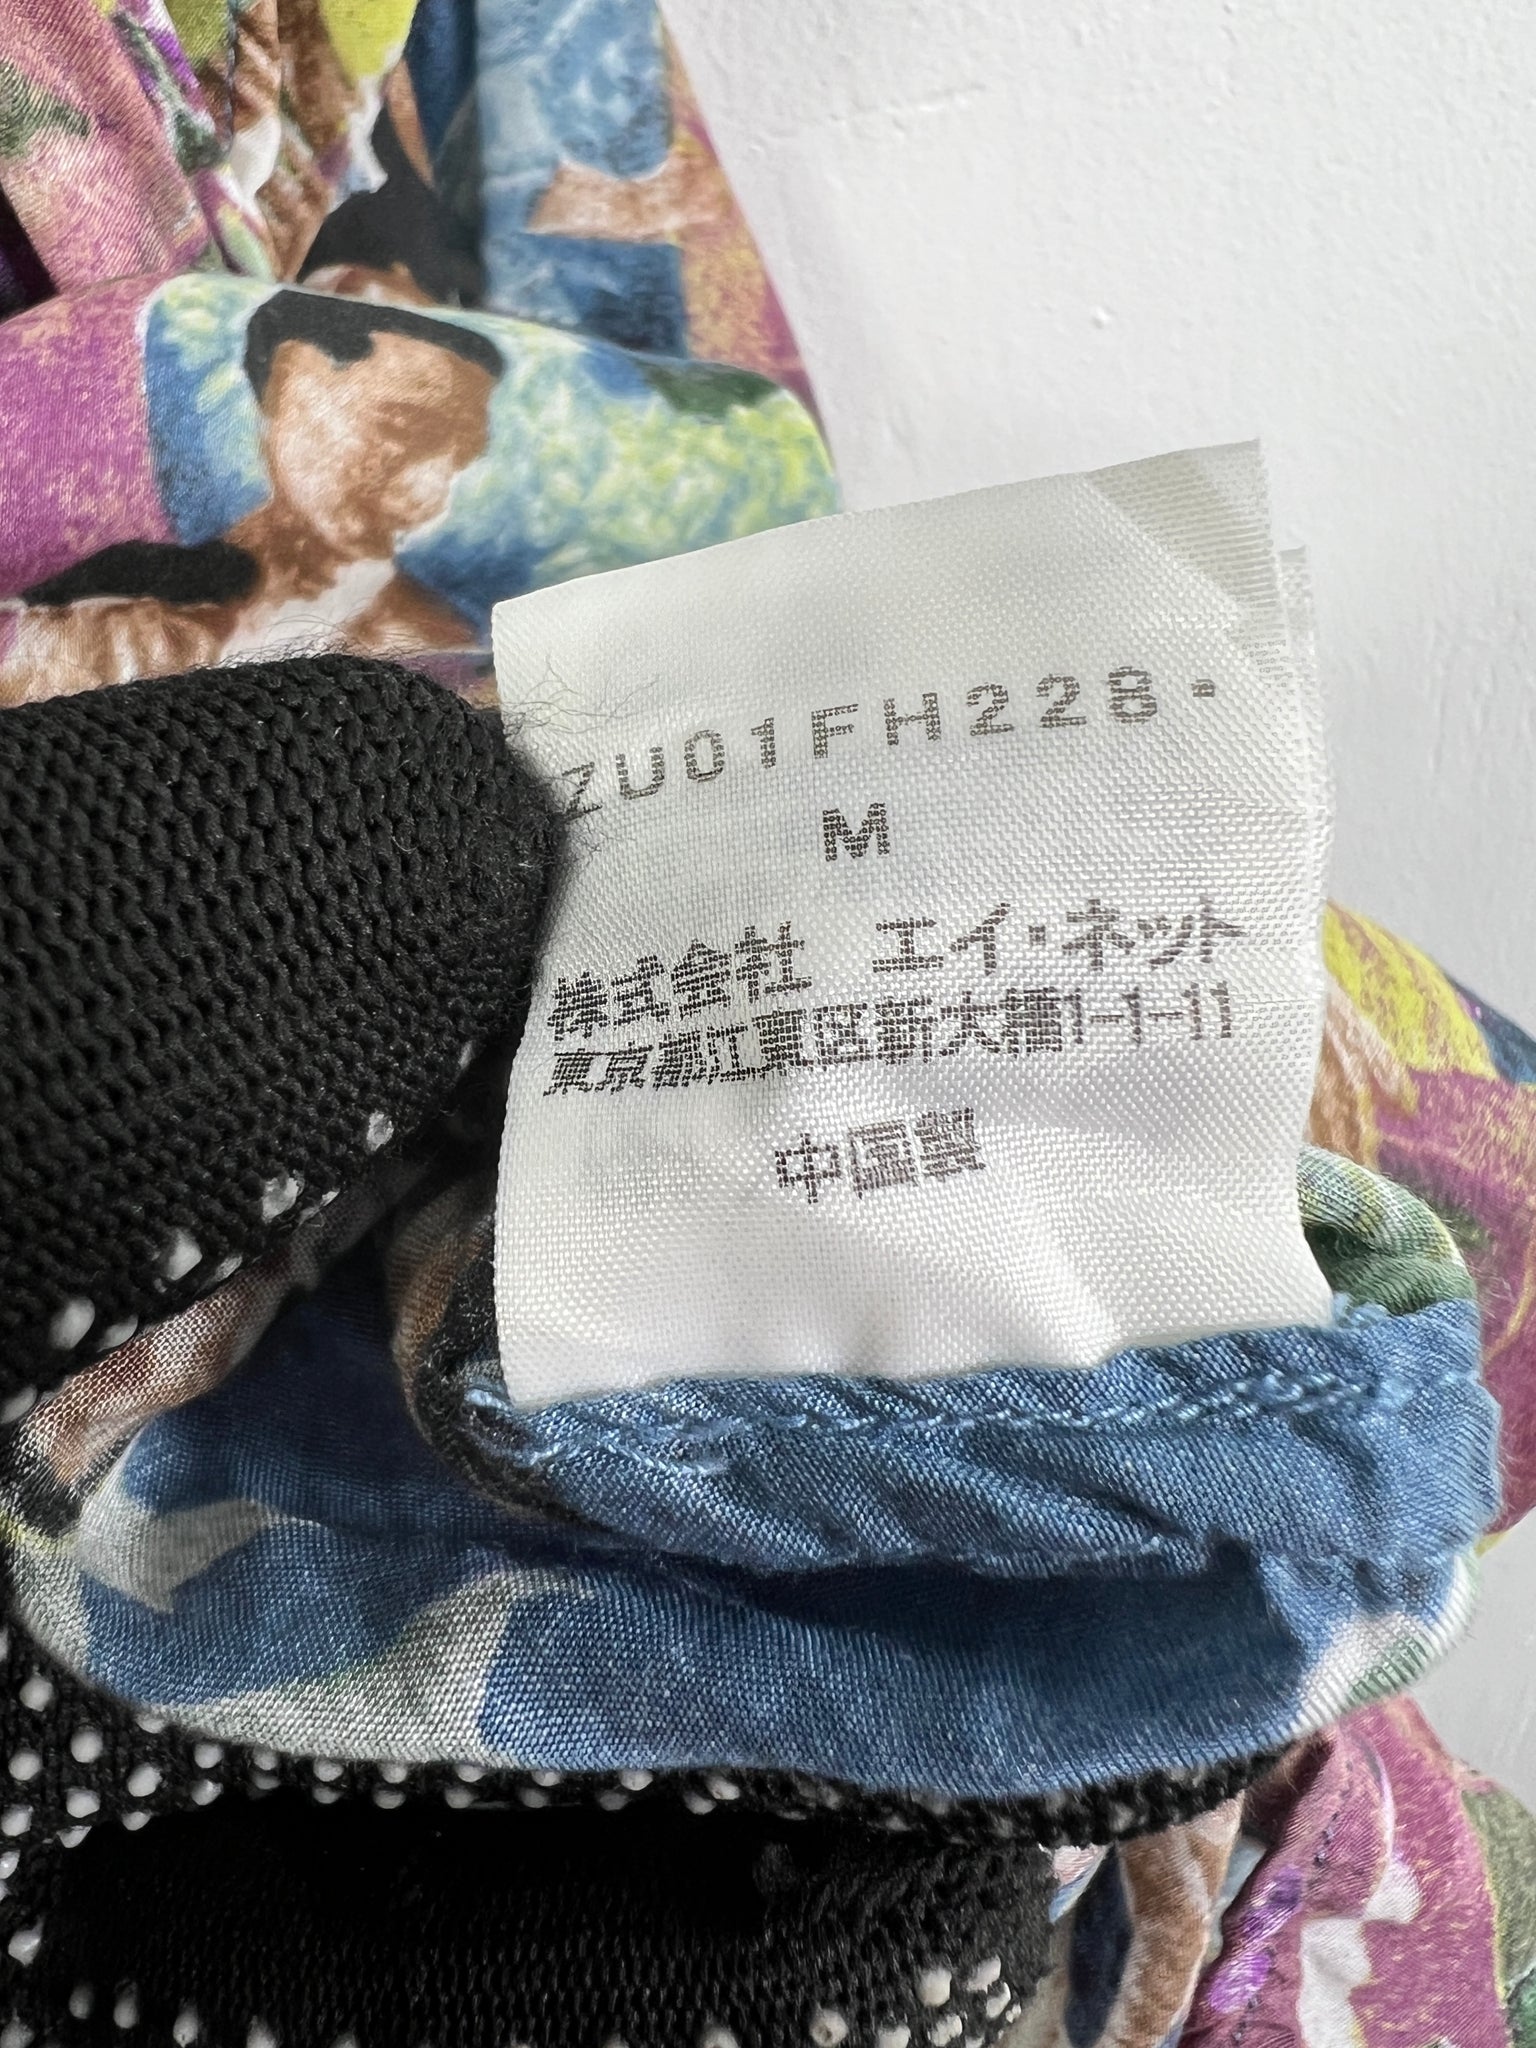 ZU01FH228-
M
株式会社 エイ・ネット
東京都江東区新大橋1-1-11
中国製